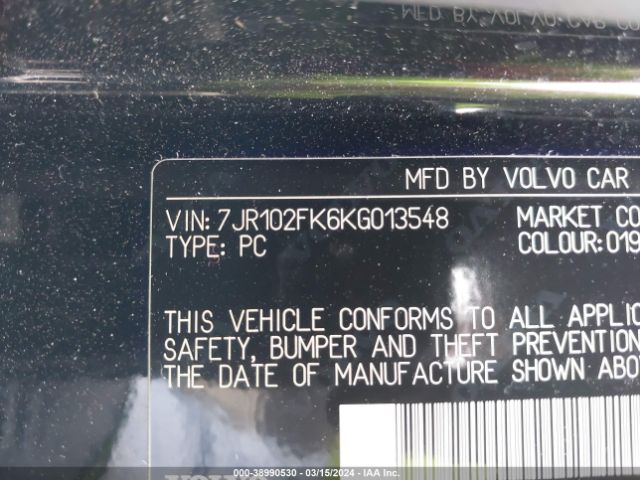 MFD BY VOLVO CAR
VIN: 7JR102FK6KG013548 MARKET CO
TYPE: PC COLOUR:019
THIS VEHICLE CONFORMS TO ALL APPLIC
SAFETY, BUMPER AND THEFT PREVENTION
THE DATE OF MANUFACTURE SHOWN ABO
000-38990530 - 03/15/2024 - IAA Inc.